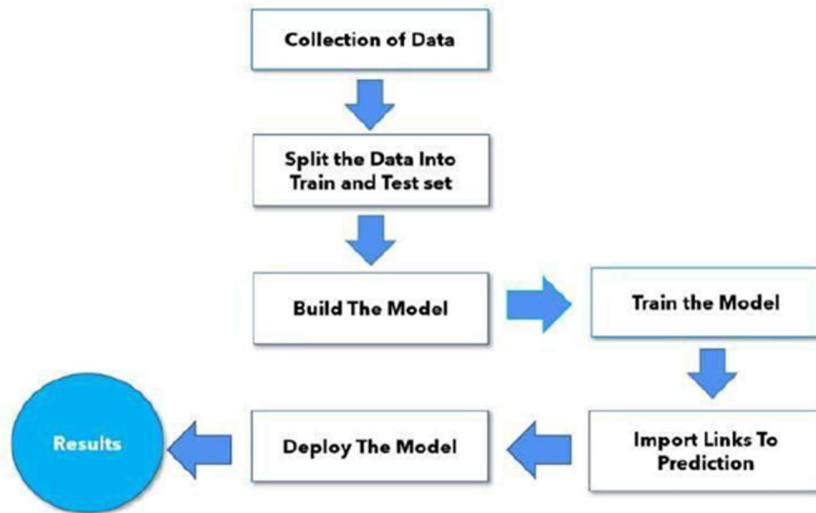 Collection of Data
Split the Data Into
Train and Test set
Build The Model
Train the Model
Import Links To
Prediction
Deploy The Model
Results